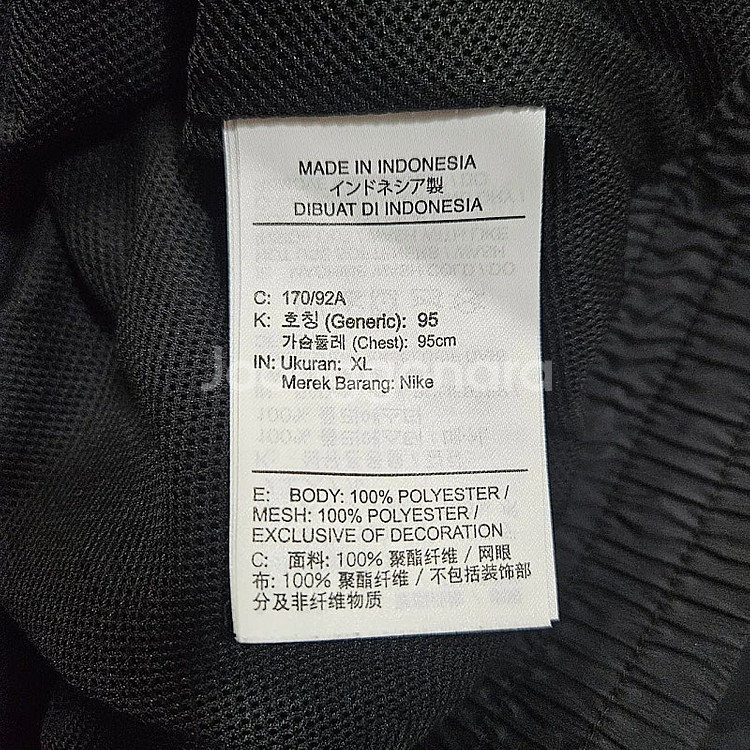 MADE IN INDONESIA
インドネシア製
DIBUAT DI INDONESIA
C: 170/92A
K: 호칭 (Generic): 95
가슴둘레 (Chest): 95cm
IN: Ukuran: XL
Merek Barang: Nike
E: BODY: 100% POLYESTER /
MESH: 100% POLYESTER /
EXCLUSIVE OF DECORATION
C: 面料: 100% 聚酯纤维 / 网眼
布: 100% 聚酯纤维 / 不包括装饰部
分及非纤维物质